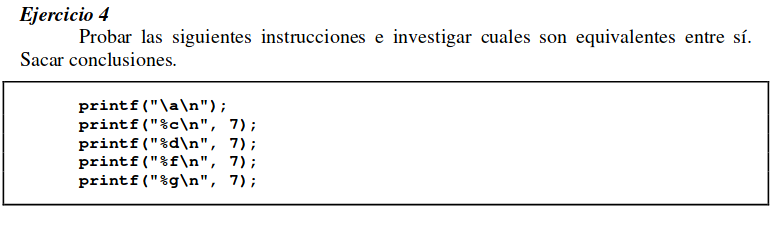 Ejercicio 4
Probar las siguientes instrucciones e investigar cuales son equivalentes entre sí.
Sacar conclusiones.
printf("\a\n");
printf("%c\n", 7);
printf("%d\n", 7);
printf("%f\n", 7);
printf("%g\n", 7);